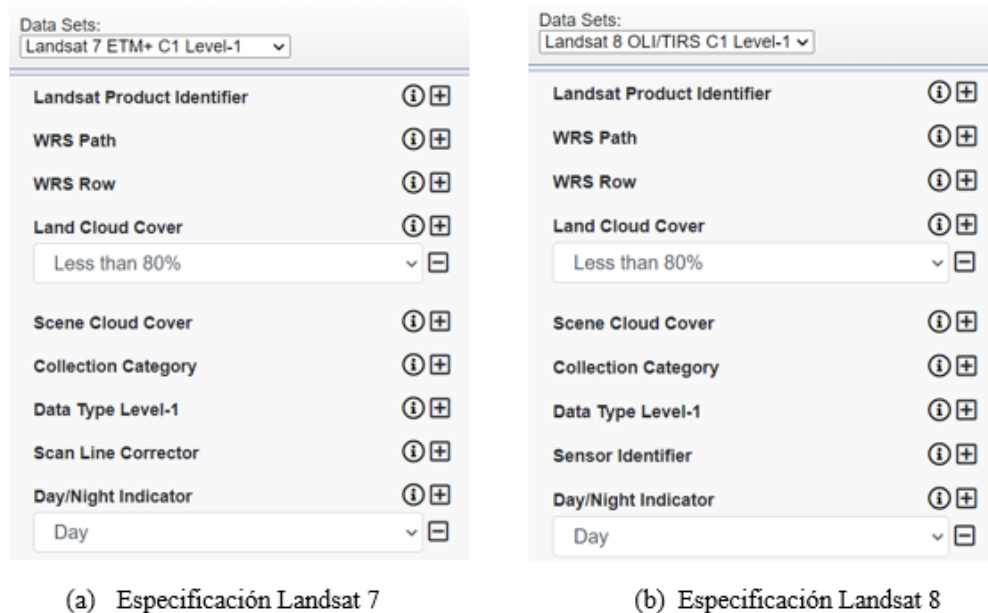 Data Sets:
Landsat 7 ETM+ C1 Level-1
Landsat Product Identifier
WRS Path
WRS Row
Land Cloud Cover
Less than 80%
Scene Cloud Cover
Collection Category
Data Type Level-1
Scan Line Corrector
Day/Night Indicator
Day
(a) Especificación Landsat 7
Data Sets:
Landsat 8 OLI/TIRS C1 Level-1
Landsat Product Identifier
WRS Path
WRS Row
Land Cloud Cover
Less than 80%
Scene Cloud Cover
Collection Category
Data Type Level-1
Sensor Identifier
Day/Night Indicator
Day
(b) Especificación Landsat 8